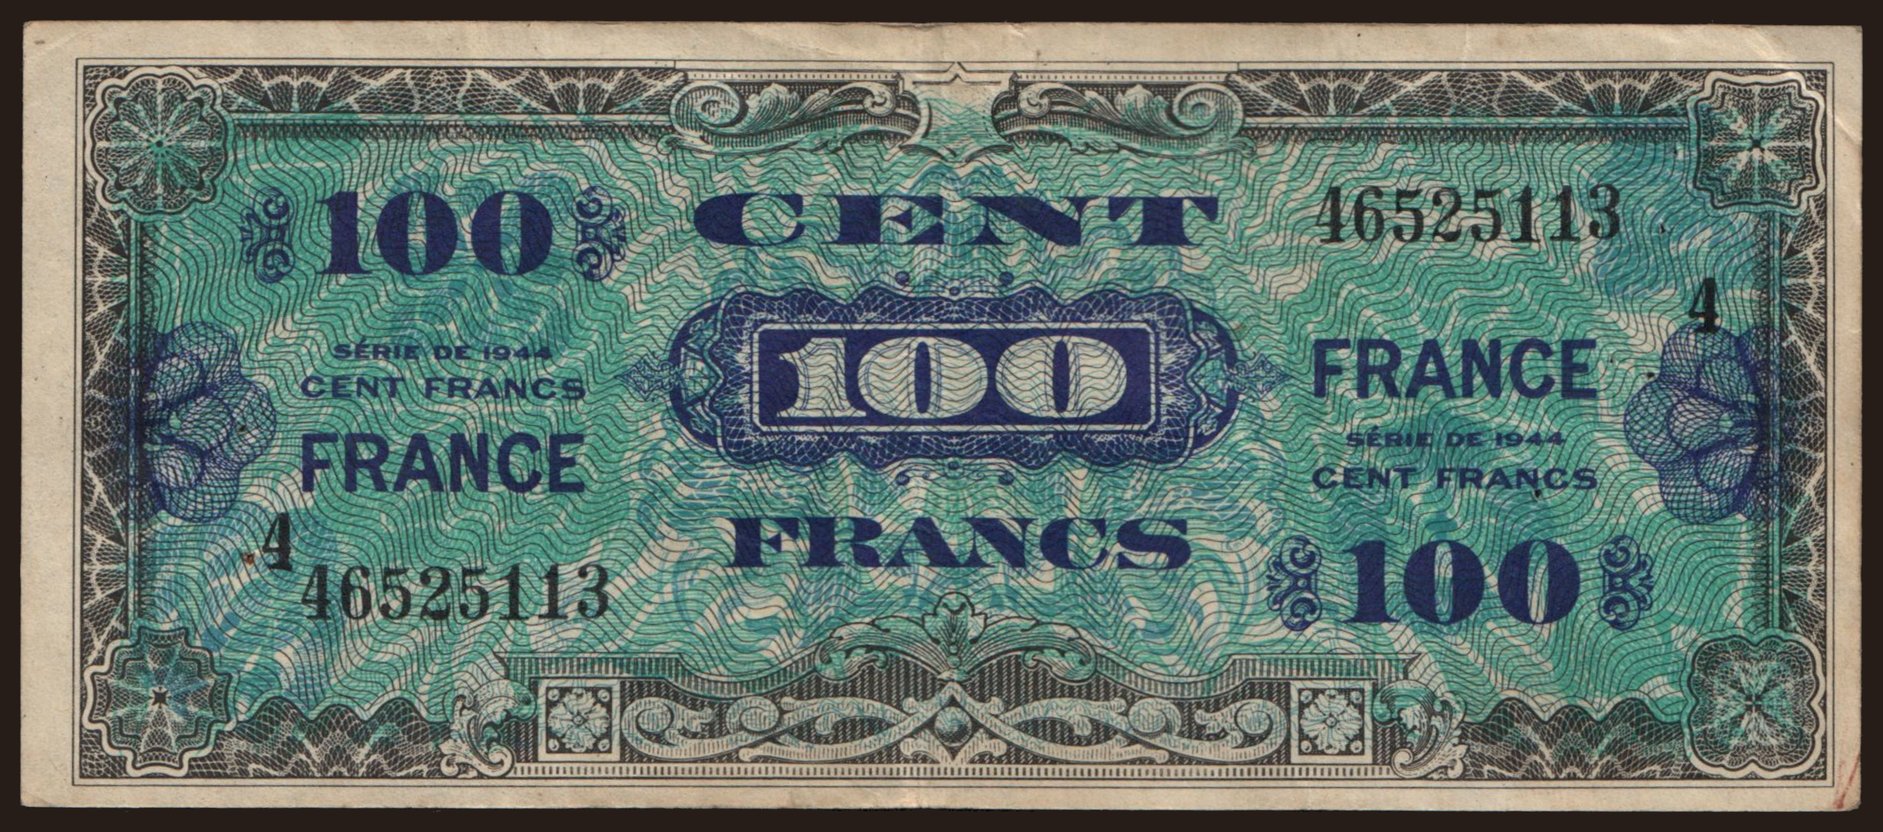 100
CENT
46525113
4
SÉRIE DE 1944
CENT FRANCS
FRANCE
100
FRANCE
SÉRIE DE 1944
CENT FRANCS
4
46525113
FRANCS
100